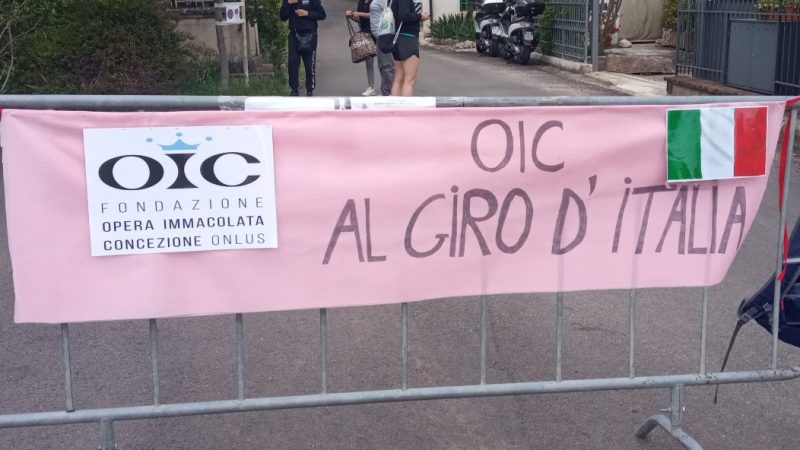 OIC
FONDAZIONE
OPERA IMMACOLATA
CONCEZIONE ONLUS
OIC
AL GIRO D' ITALIA